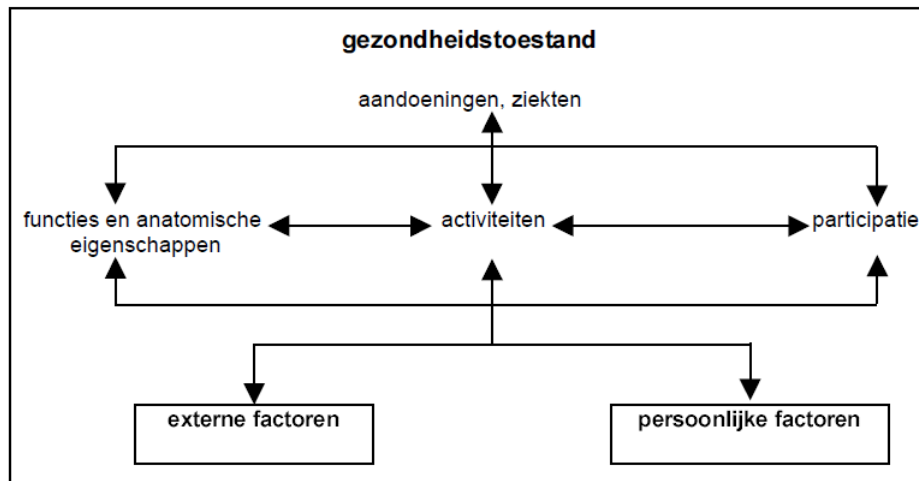 gezondheidstoestand
aandoeningen, ziekten
functies en anatomische
eigenschappen
activiteiten
participatie
externe factoren
persoonlijke factoren